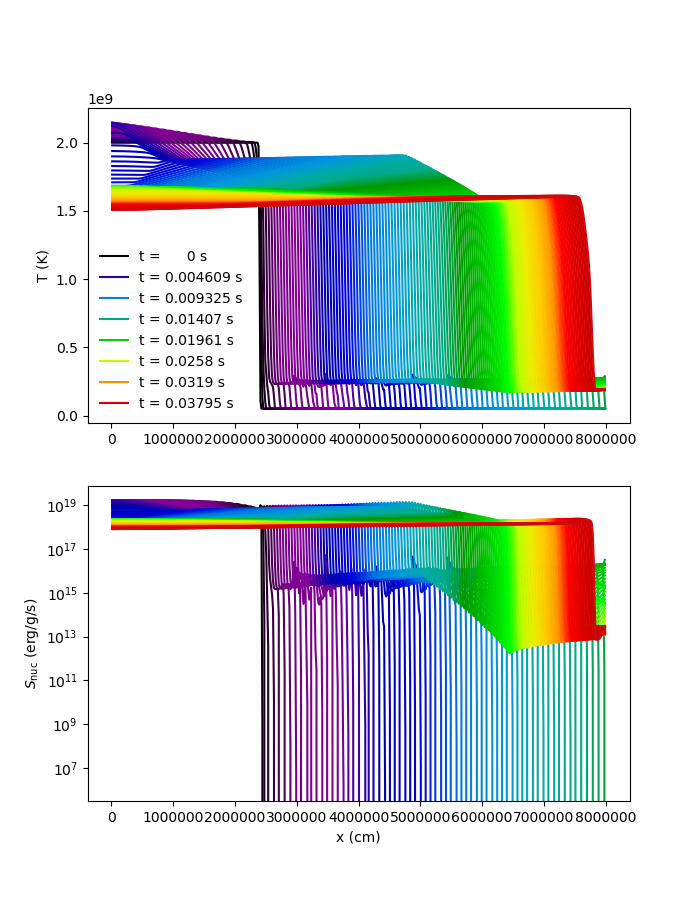 1e9
2.0
1.5
1.0
0.5
0.0
T (K)
t =      0 s
t = 0.004609 s
t = 0.009325 s
t = 0.01407 s
t = 0.01961 s
t = 0.0258 s
t = 0.0319 s
t = 0.03795 s
0 1000000 2000000 3000000 4000000 5000000 6000000 7000000 8000000
10^19
10^17
10^15
10^13
10^11
10^9
10^7
S_nuc (erg/g/s)
0 1000000 2000000 3000000 4000000 5000000 6000000 7000000 8000000
x (cm)